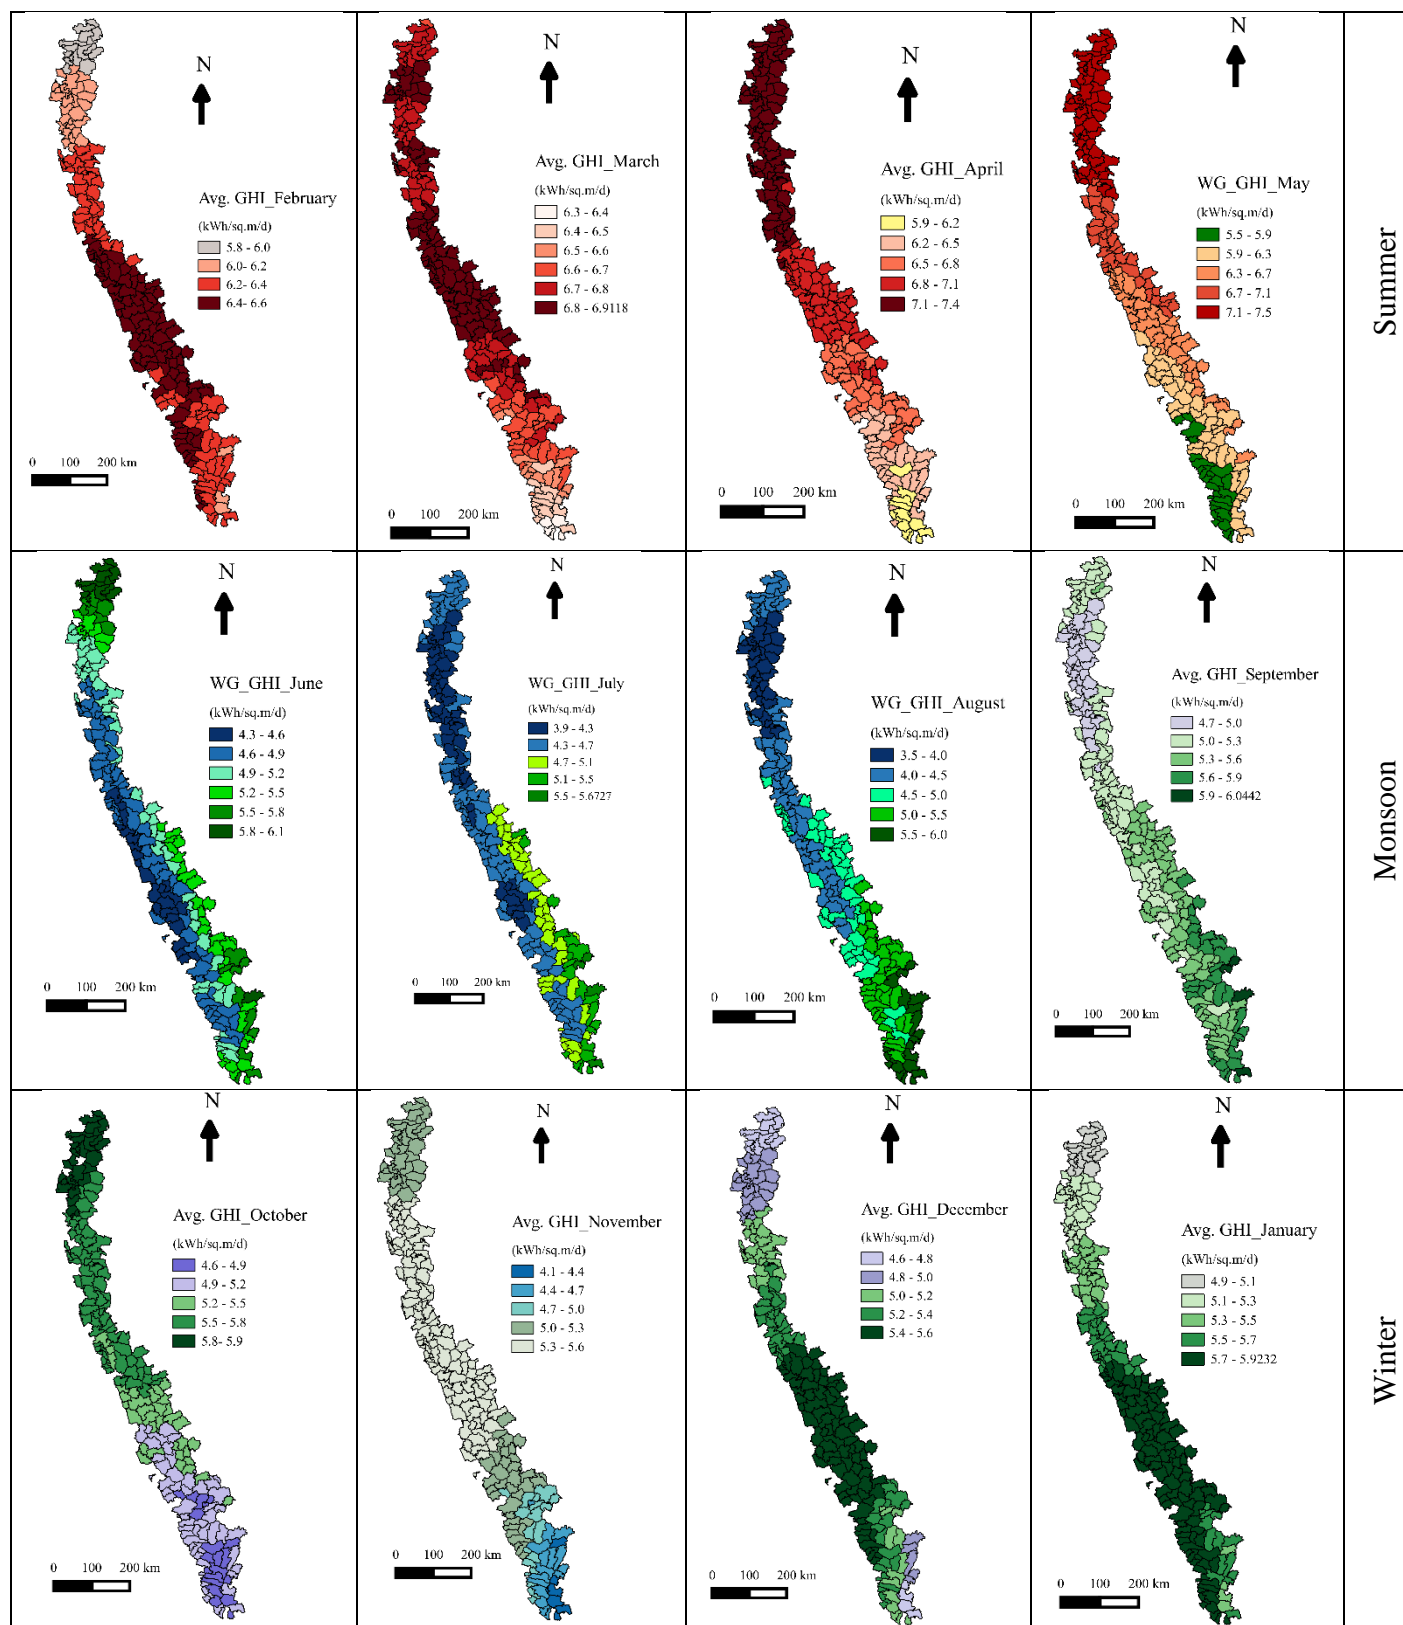 N
Avg. GHI_February
(kWh/sq.m/d)
5.8 - 6.0
6.0- 6.2
6.2- 6.4
6.4- 6.6
0 100 200 km
N
Avg. GHI_March
(kWh/sq.m/d)
6.3 - 6.4
6.4 - 6.5
6.5 - 6.6
6.6 - 6.7
6.7 - 6.8
6.8 - 6.9118
0 100 200 km
N
Avg. GHI_April
(kWh/sq.m/d)
5.9 - 6.2
6.2 - 6.5
6.5 - 6.8
6.8 - 7.1
7.1 - 7.4
0 100 200 km
N
WG_GHI_May
(kWh/sq.m/d)
5.5 - 5.9
5.9 - 6.3
6.3 - 6.7
6.7 - 7.1
7.1 - 7.5
0 100 200 km
Summer
N
WG_GHI_June
(kWh/sq.m/d)
4.3 - 4.6
4.6 - 4.9
4.9 - 5.2
5.2 - 5.5
5.5 - 5.8
5.8 - 6.1
0 100 200 km
N
WG_GHI_July
(kWh/sq.m/d)
3.9 - 4.3
4.3 - 4.7
4.7 - 5.1
5.1 - 5.5
5.5 - 5.6727
0 100 200 km
N
WG_GHI_August
(kWh/sq.m/d)
3.5 - 4.0
4.0 - 4.5
4.5 - 5.0
5.0 - 5.5
5.5 - 6.0
0 100 200 km
N
Avg. GHI_September
(kWh/sq.m/d)
4.7 - 5.0
5.0 - 5.3
5.3 - 5.6
5.6 - 5.9
5.9 - 6.0442
0 100 200 km
Monsoon
N
Avg. GHI_October
(kWh/sq.m/d)
4.6 - 4.9
4.9 - 5.2
5.2 - 5.5
5.5 - 5.8
5.8- 5.9
0 100 200 km
N
Avg. GHI_November
(kWh/sq.m/d)
4.1 - 4.4
4.4 - 4.7
4.7 - 5.0
5.0 - 5.3
5.3 - 5.6
0 100 200 km
N
Avg. GHI_December
(kWh/sq.m/d)
4.6 - 4.8
4.8 - 5.0
5.0 - 5.2
5.2 - 5.4
5.4 - 5.6
0 100 200 km
N
Avg. GHI_January
(kWh/sq.m/d)
4.9 - 5.1
5.1 - 5.3
5.3 - 5.5
5.5 - 5.7
5.7 - 5.9232
0 100 200 km
Winter